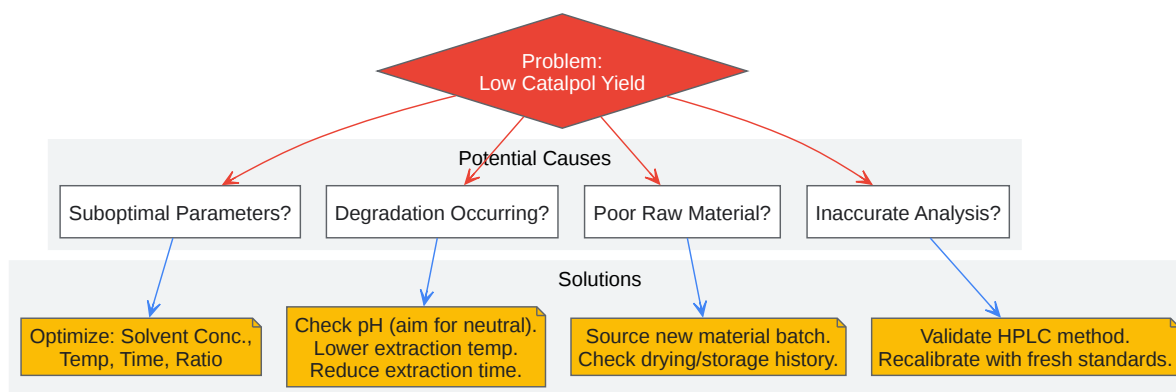 Problem:
Low Catalpol Yield
Potential Causes
Suboptimal Parameters?
Degradation Occurring?
Poor Raw Material?
Inaccurate Analysis?
Solutions
Optimize: Solvent Conc.,
Temp, Time, Ratio
Check pH (aim for neutral).
Lower extraction temp.
Reduce extraction time.
Source new material batch.
Check drying/storage history.
Validate HPLC method.
Recalibrate with fresh standards.